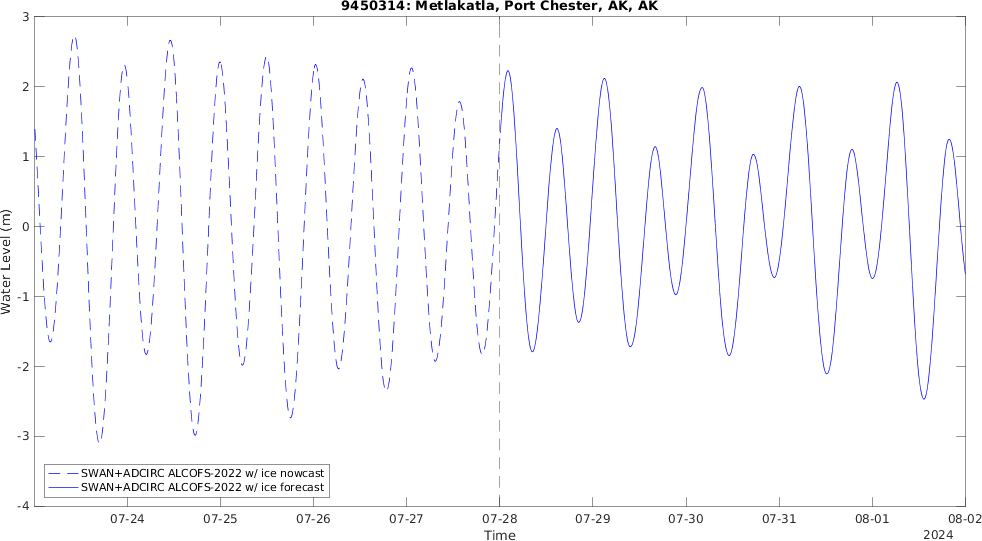 9450314: Metlakatla, Port Chester, AK, AK
3
2
1
0
-1
-2
-3
-4
Water Level (m)
SWAN+ADCIRC ALCOFS-2022 w/ ice nowcast
SWAN+ADCIRC ALCOFS-2022 w/ ice forecast
07-24 07-25 07-26 07-27 07-28 07-29 07-30 07-31 08-01 08-02
Time
2024